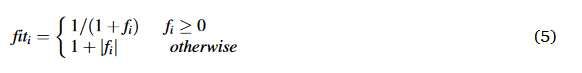 fit_i = { 1/(1+f_i)   f_i ≥ 0
1+|f_i|   otherwise   (5)